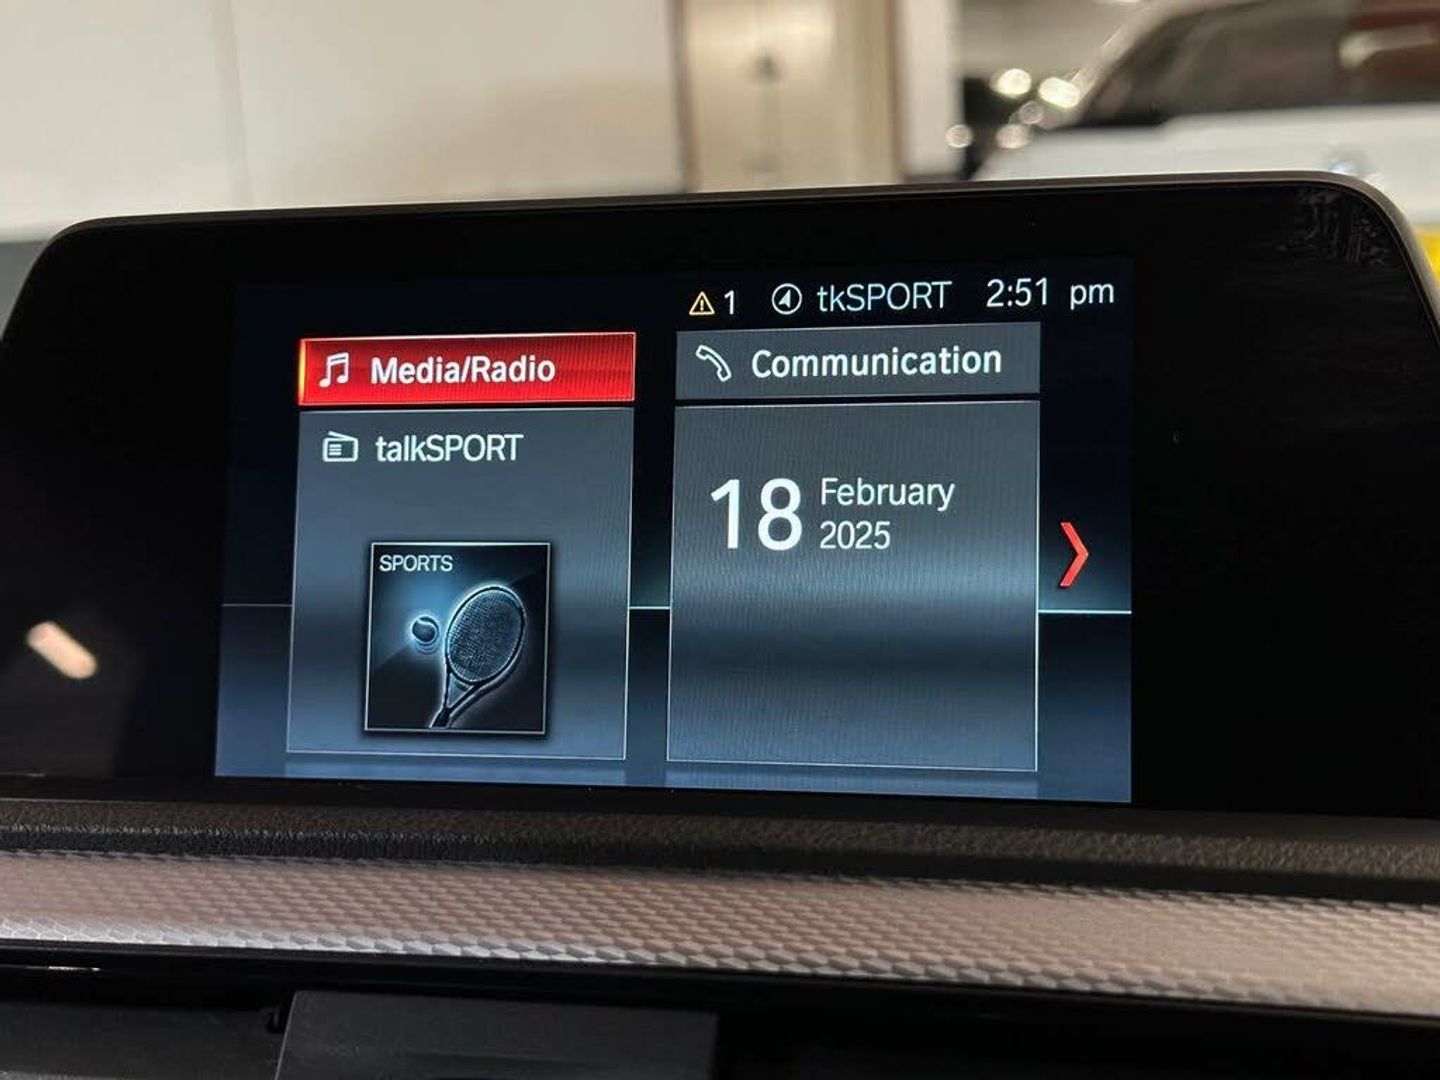 1 tkSPORT 2:51 pm
Media/Radio
Communication
talkSPORT
SPORTS
18 February
2025